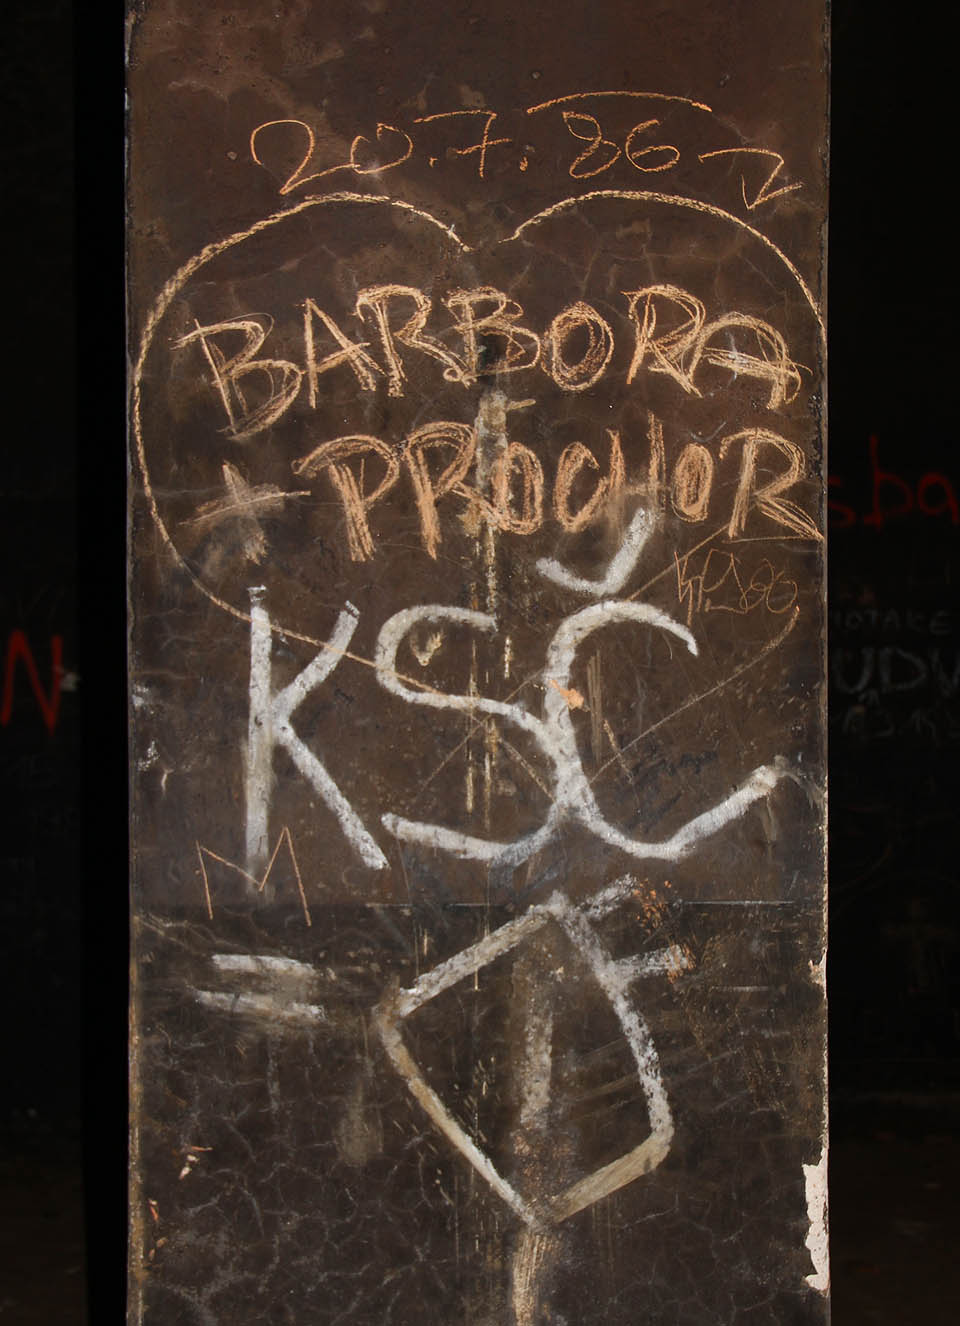 20.7.86
BARBORA
+ PROCHOR
KSČ
M
=
N